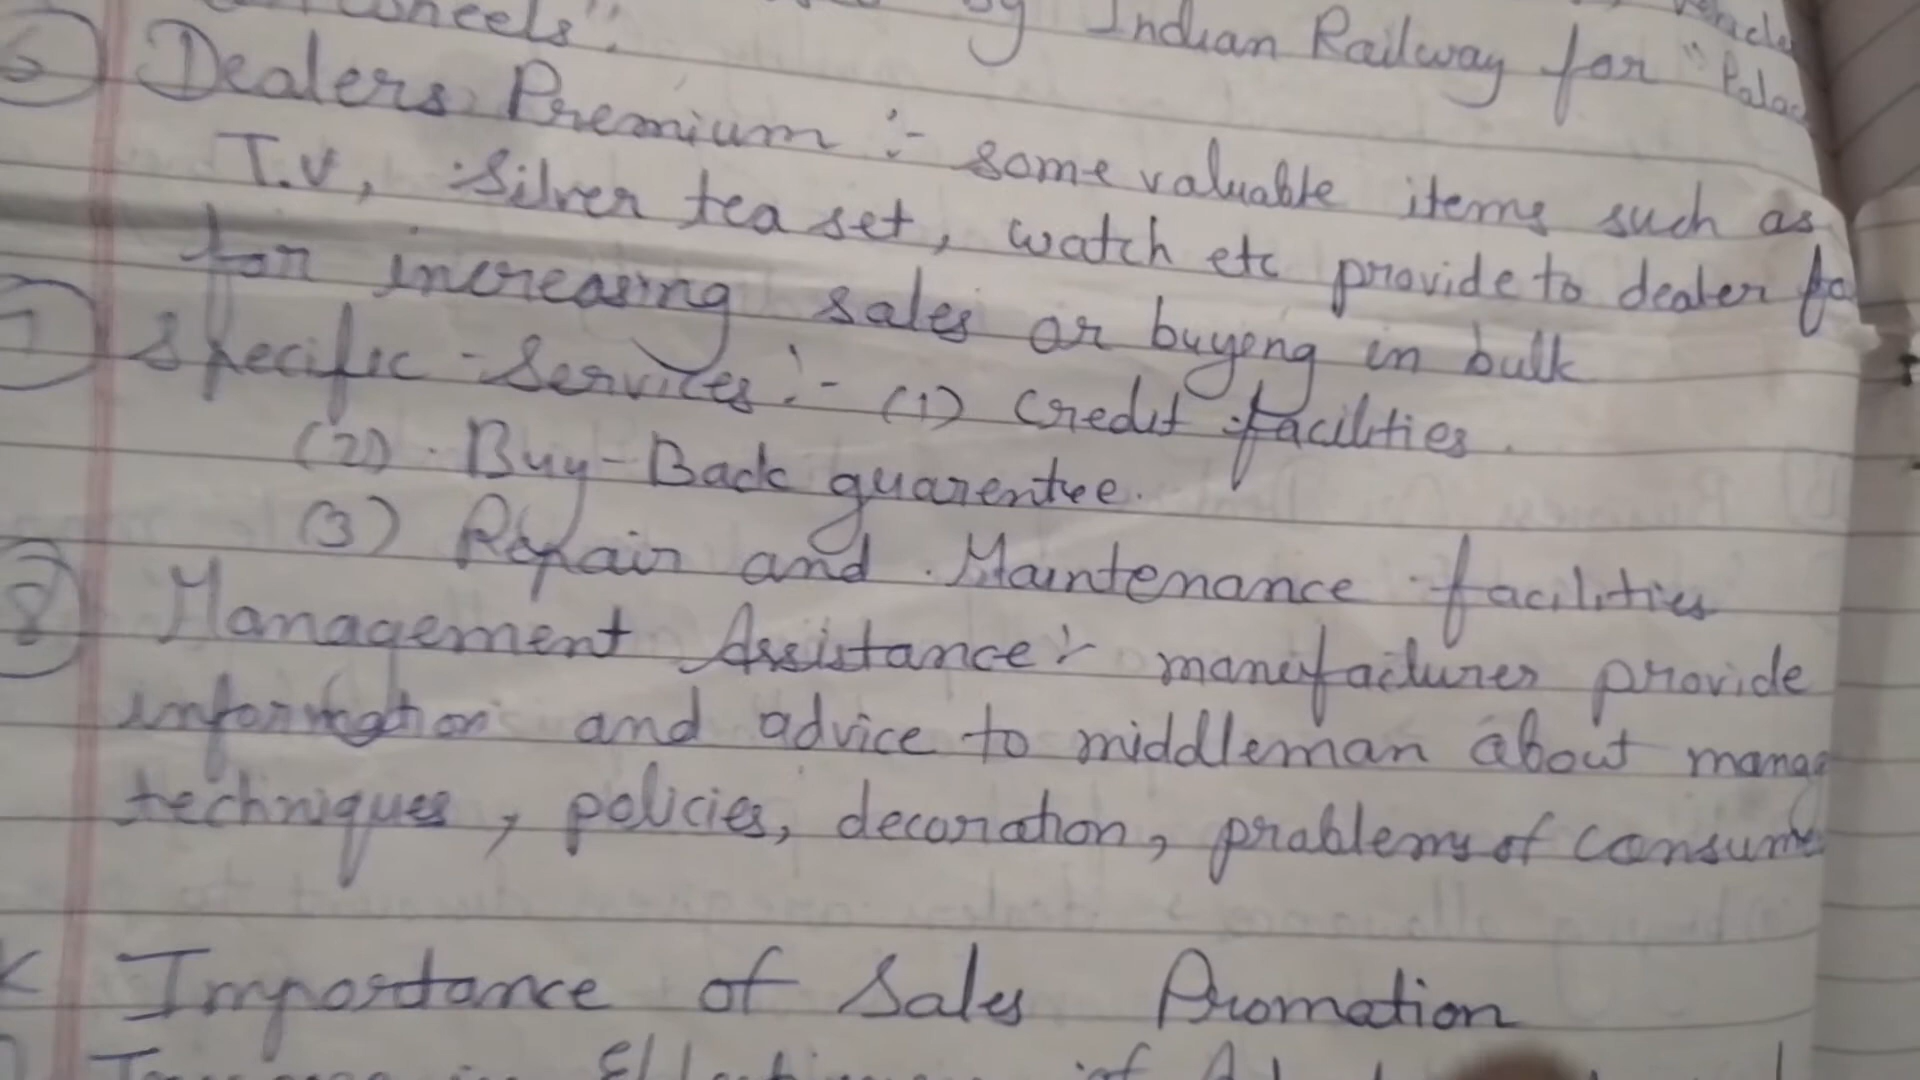 Wheels".
by Indian Railway for "Palac
⑥ Dealers Premium :- some valuable items such as
T.V, Silver tea set, watch etc provide to dealer fo
for increasing sales or buyeng in bulk
⑦ Specific - Services :- (1) Credit facilities.
(2) Buy-Back guarentee.
(3) Repair and Maintenance facilities
⑧ Management Assistance :- manufacturer provide
information and advice to middleman about manag
techniques, policies, decoration, problems of consume
Importance of Sales Promotion